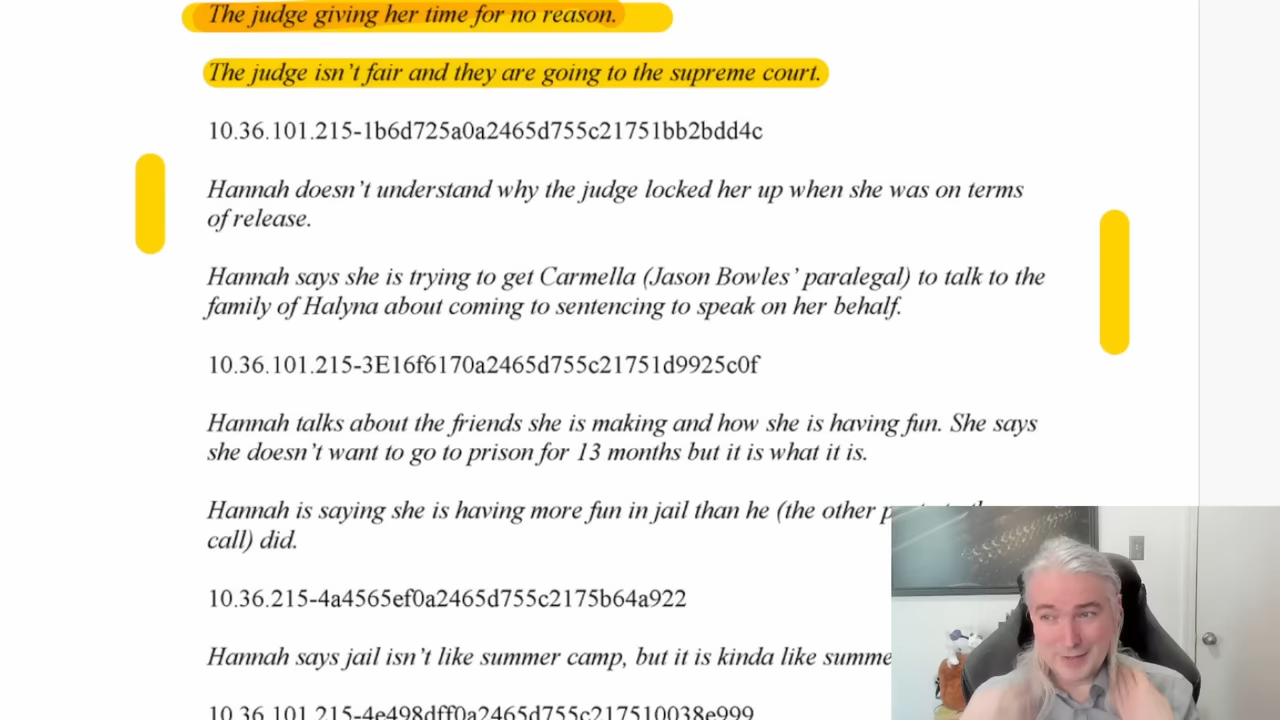 The judge giving her time for no reason.
The judge isn't fair and they are going to the supreme court.
10.36.101.215-1b6d725a0a2465d755c21751bb2bdd4c
Hannah doesn't understand why the judge locked her up when she was on terms
of release.
Hannah says she is trying to get Carmella (Jason Bowles' paralegal) to talk to the
family of Halyna about coming to sentencing to speak on her behalf.
10.36.101.215-3E16f6170a2465d755c21751d9925c0f
Hannah talks about the friends she is making and how she is having fun. She says
she doesn't want to go to prison for 13 months but it is what it is.
Hannah is saying she is having more fun in jail than he (the other
call) did.
10.36.215-4a4565ef0a2465d755c2175b64a922
Hannah says jail isn't like summer camp, but it is kinda like
10.36.101.215-4e498dff0a2465d755c217510038e999